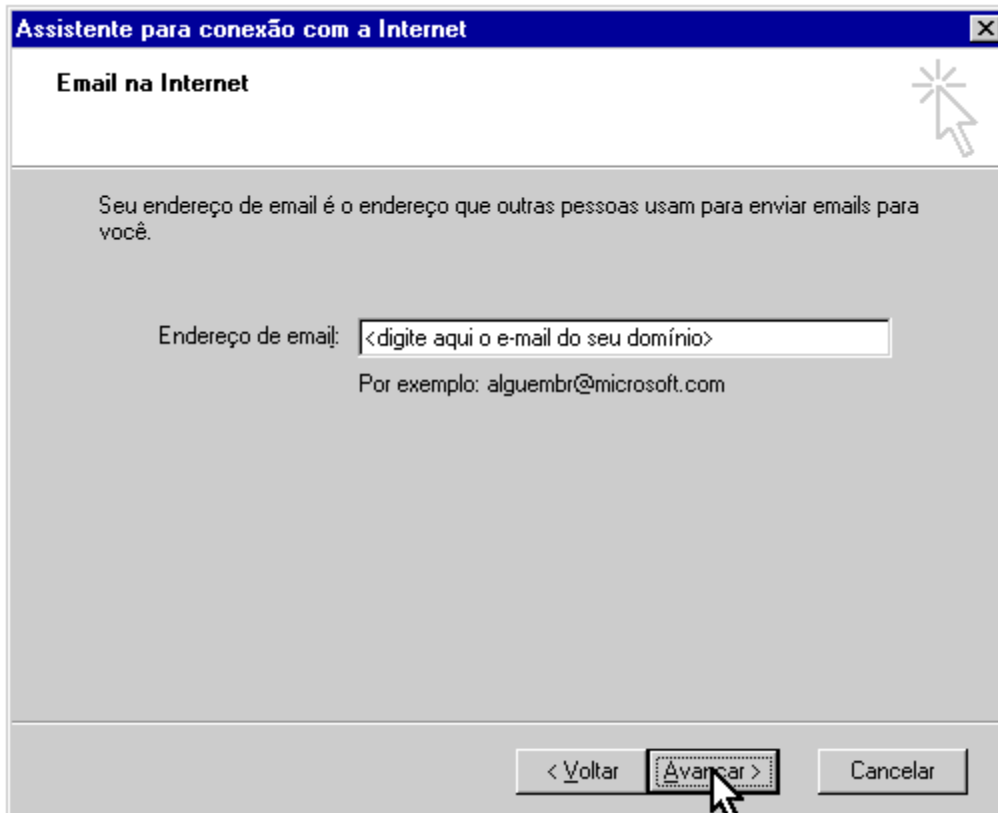 Assistente para conexão com a Internet
Email na Internet
Seu endereço de email é o endereço que outras pessoas usam para enviar emails para
você.
Endereço de email: <digite aqui o e-mail do seu domínio>
Por exemplo: alguembr@microsoft.com
< Voltar Avançar > Cancelar